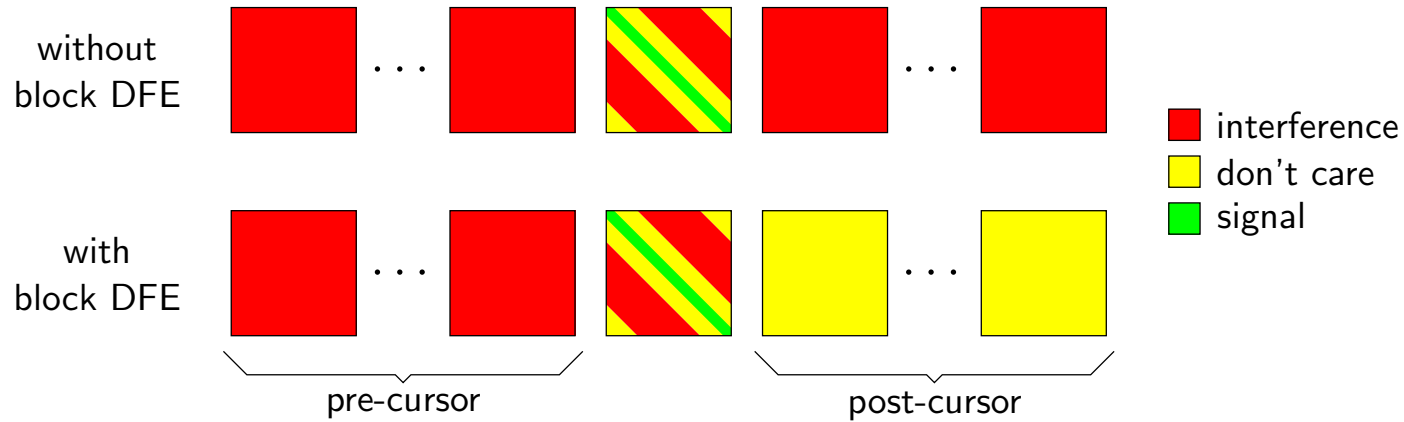 without
block DFE
. . .
. . .
interference
don't care
signal
with
block DFE
. . .
. . .
pre-cursor
post-cursor